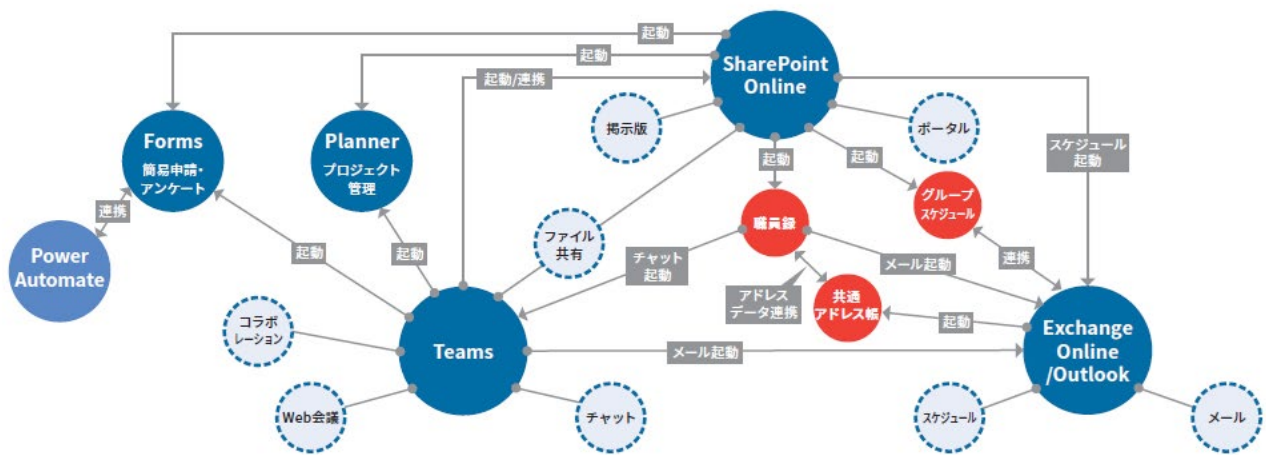 起動
起動
SharePoint
Online
起動/連携
掲示版
ポータル
Forms
簡易申請・
アンケート
Planner
プロジェクト
管理
スケジュール
起動
起動
起動
グループ
スケジュール
連携
職員録
Power
Automate
ファイル
共有
起動
起動
チャット
起動
メール起動
連携
アドレス
データ連携
共通
アドレス帳
起動
コラボ
レーション
Teams
メール起動
Exchange
Online
/Outlook
Web会議
チャット
スケジュール
メール